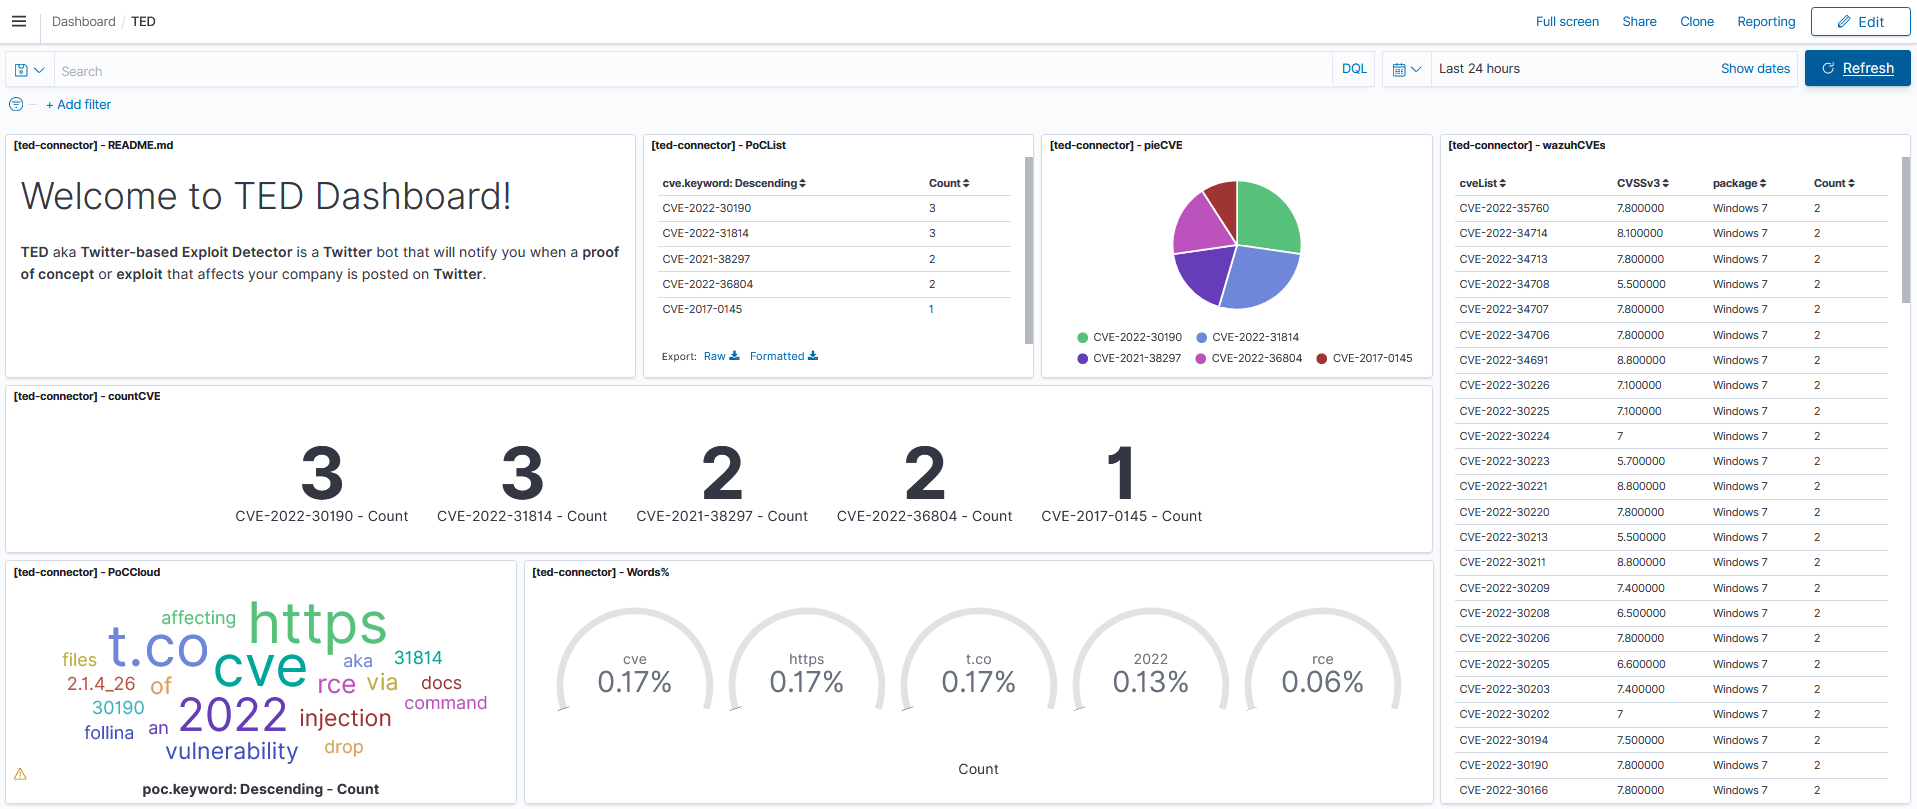 Dashboard / TED
Full screen Share Clone Reporting Edit
Search DQL Last 24 hours Show dates Refresh
+ Add filter
[ted-connector] - README.md
Welcome to TED Dashboard!
TED aka Twitter-based Exploit Detector is a Twitter bot that will notify you when a proof
of concept or exploit that affects your company is posted on Twitter.
[ted-connector] - PoCList
cve.keyword: Descending Count
CVE-2022-30190 3
CVE-2022-31814 3
CVE-2021-38297 2
CVE-2022-36804 2
CVE-2017-0145 1
Export: Raw Formatted
[ted-connector] - pieCVE
CVE-2022-30190 CVE-2022-31814
CVE-2021-38297 CVE-2022-36804 CVE-2017-0145
[ted-connector] - wazuhCVEs
cveList CVSSv3 package Count
CVE-2022-35760 7.800000 Windows 7 2
CVE-2022-34714 8.100000 Windows 7 2
CVE-2022-34713 7.800000 Windows 7 2
CVE-2022-34708 5.500000 Windows 7 2
CVE-2022-34707 7.800000 Windows 7 2
CVE-2022-34706 7.800000 Windows 7 2
CVE-2022-34691 8.800000 Windows 7 2
CVE-2022-30226 7.100000 Windows 7 2
CVE-2022-30225 7.100000 Windows 7 2
CVE-2022-30224 7 Windows 7 2
CVE-2022-30223 5.700000 Windows 7 2
CVE-2022-30221 8.800000 Windows 7 2
CVE-2022-30220 7.800000 Windows 7 2
CVE-2022-30213 5.500000 Windows 7 2
CVE-2022-30211 8.800000 Windows 7 2
CVE-2022-30209 7.400000 Windows 7 2
CVE-2022-30208 6.500000 Windows 7 2
CVE-2022-30206 7.800000 Windows 7 2
CVE-2022-30205 6.600000 Windows 7 2
CVE-2022-30203 7.400000 Windows 7 2
CVE-2022-30202 7 Windows 7 2
CVE-2022-30194 7.500000 Windows 7 2
CVE-2022-30190 7.800000 Windows 7 2
CVE-2022-30166 7.800000 Windows 7 2
[ted-connector] - countCVE
3 3 2 2 1
CVE-2022-30190 - Count CVE-2022-31814 - Count CVE-2021-38297 - Count CVE-2022-36804 - Count CVE-2017-0145 - Count
[ted-connector] - PoCCloud
affecting https
files t.co cve aka 31814
2.1.4_26 of rce via docs
30190 2022 command
follina an injection
vulnerability drop
poc.keyword: Descending - Count
[ted-connector] - Words%
cve https t.co 2022 rce
0.17% 0.17% 0.17% 0.13% 0.06%
Count